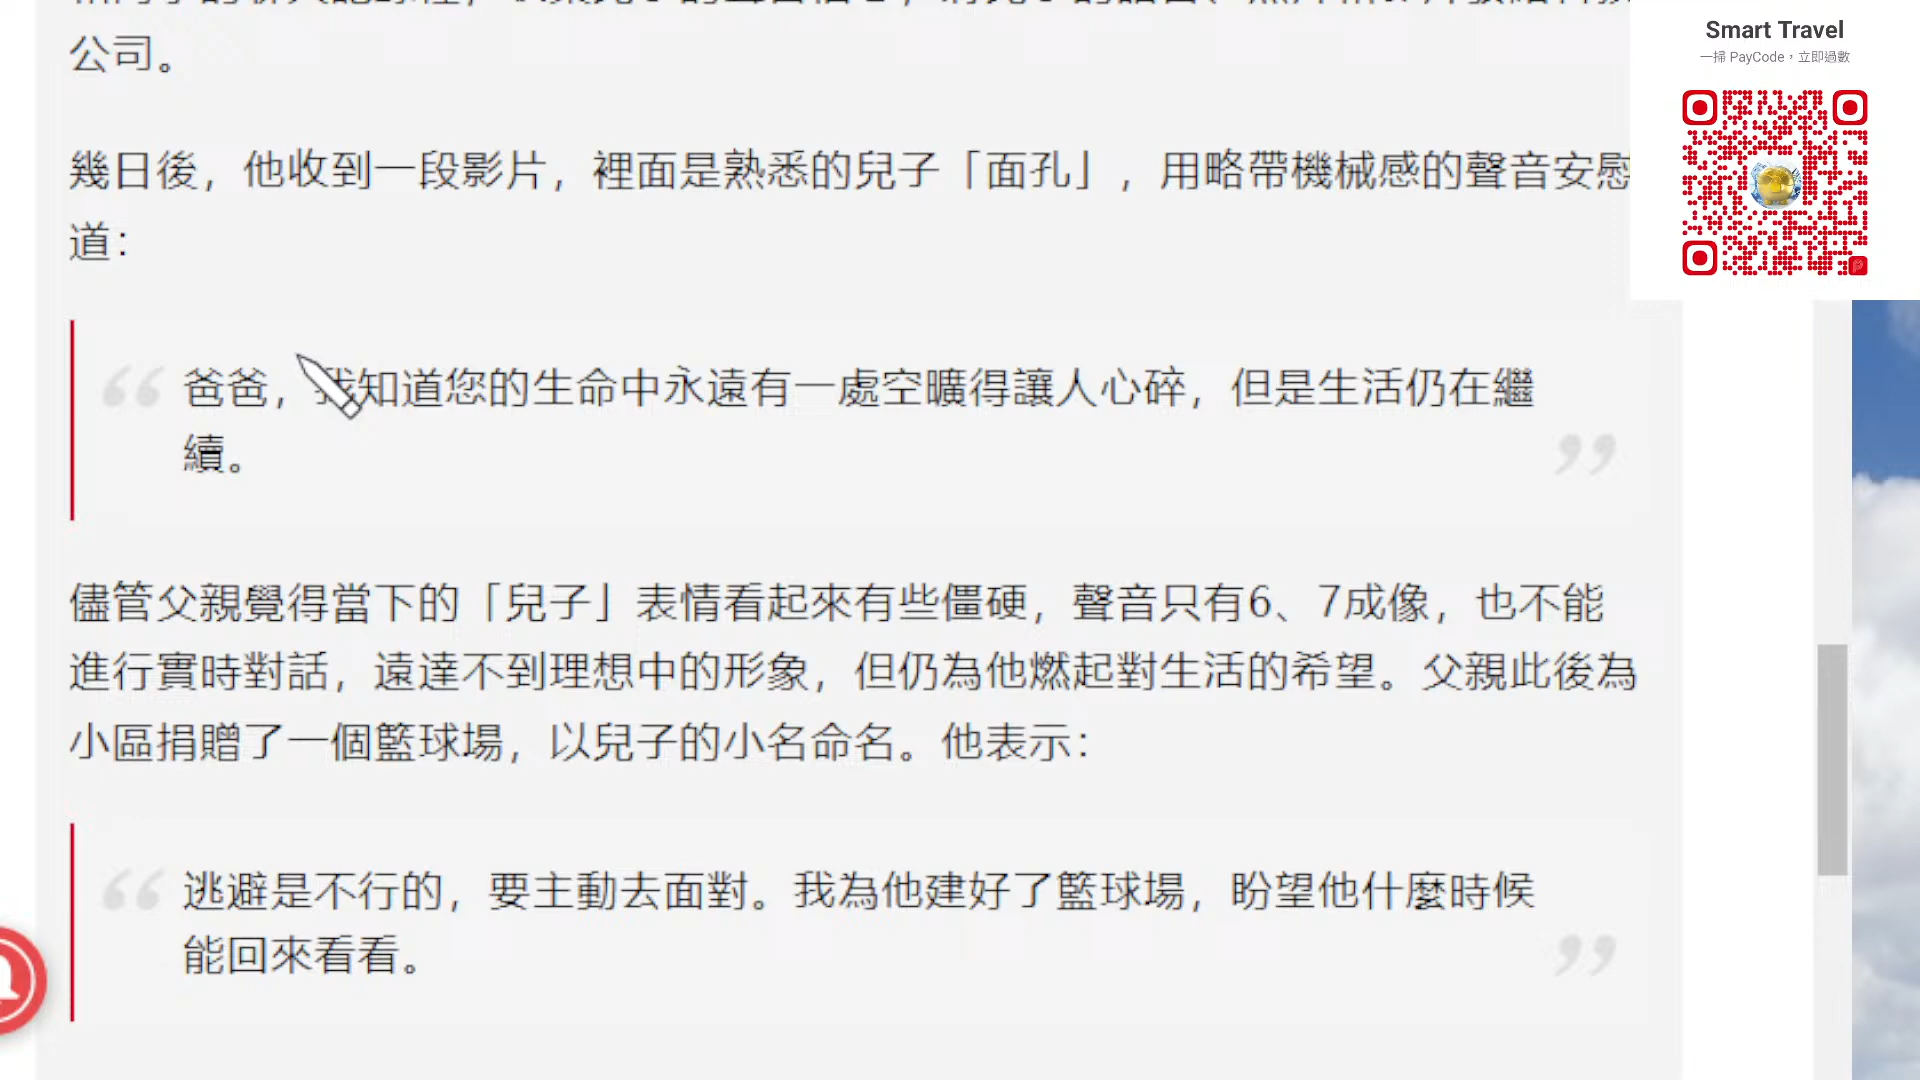 公司。
幾日後，他收到一段影片，裡面是熟悉的兒子「面孔」，用略帶機械感的聲音安慰
道：
爸爸，我知道您的生命中永遠有一處空曠得讓人心碎，但是生活仍在繼
續。
儘管父親覺得當下的「兒子」表情看起來有些僵硬，聲音只有6、7成像，也不能
進行實時對話，遠達不到理想中的形象，但仍為他燃起對生活的希望。父親此後為
小區捐贈了一個籃球場，以兒子的小名命名。他表示：
逃避是不行的，要主動去面對。我為他建好了籃球場，盼望他什麼時候
能回來看看。
Smart Travel
一掃 PayCode，立即過數